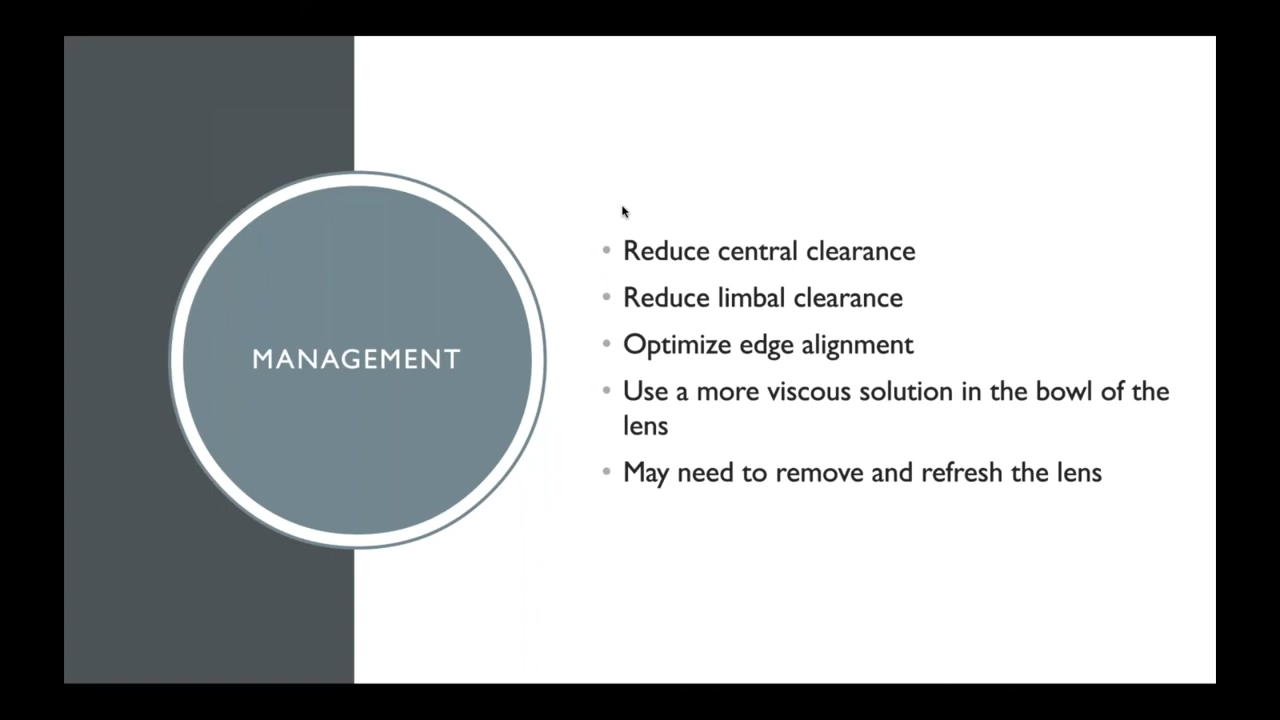 MANAGEMENT
• Reduce central clearance
• Reduce limbal clearance
• Optimize edge alignment
• Use a more viscous solution in the bowl of the
lens
• May need to remove and refresh the lens